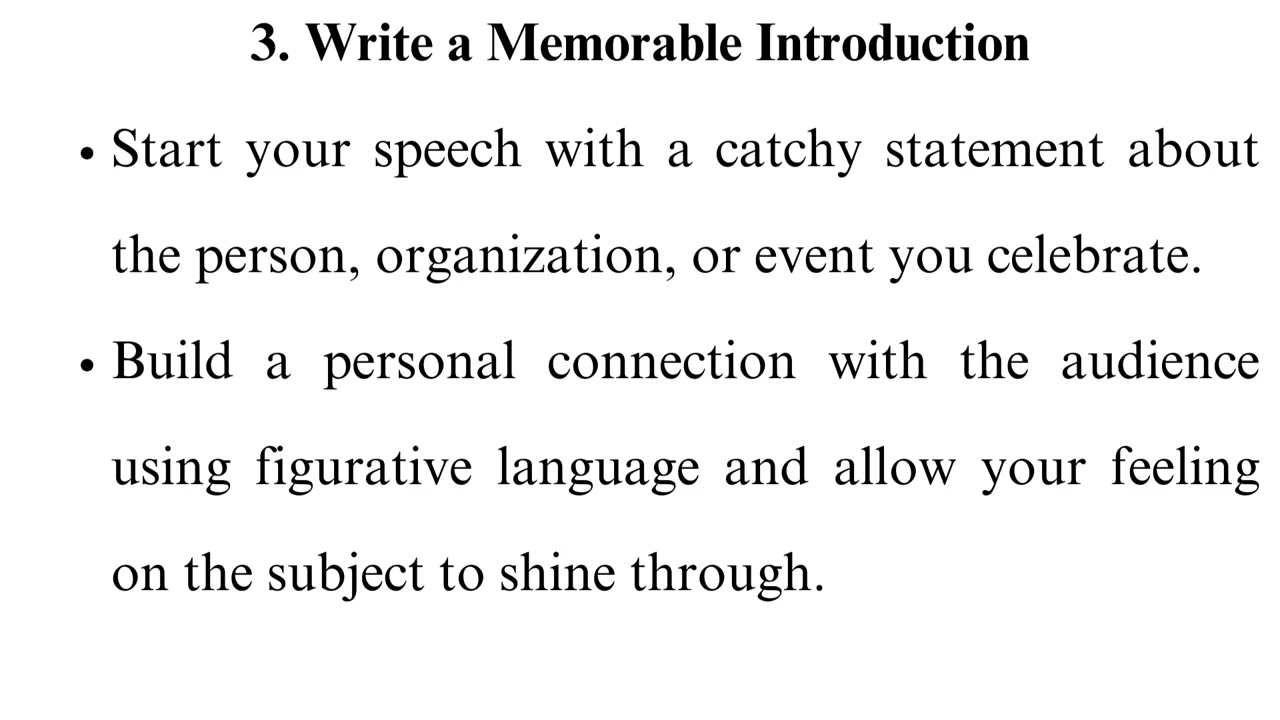 3. Write a Memorable Introduction
• Start your speech with a catchy statement about
the person, organization, or event you celebrate.
• Build a personal connection with the audience
using figurative language and allow your feeling
on the subject to shine through.